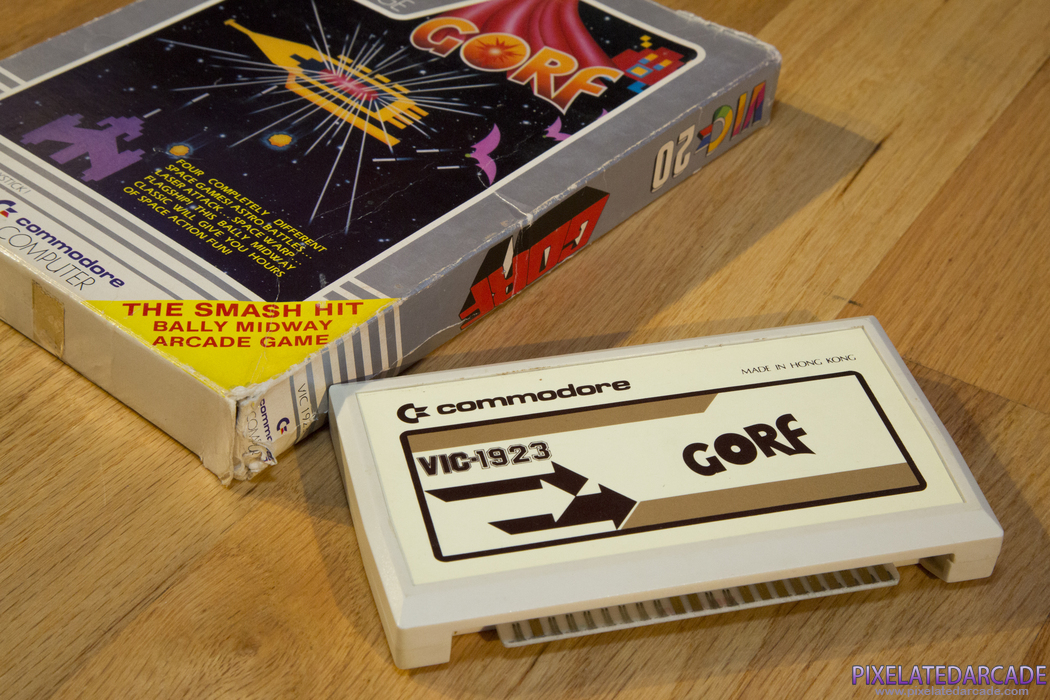 GORF
VIC-20
GORF
FOUR COMPLETELY DIFFERENT
SPACE GAMES! ASTRO BATTLES...
LASER ATTACK... SPACE WARP...
FLAGSHIP! THIS BALLY MIDWAY
CLASSIC WILL GIVE YOU HOURS
OF SPACE ACTION FUN!
commodore
COMPUTER
THE SMASH HIT
BALLY MIDWAY
ARCADE GAME
MADE IN HONG KONG
commodore
VIC-1923
GORF
PIXELATEDARCADE
www.pixelatedarcade.com